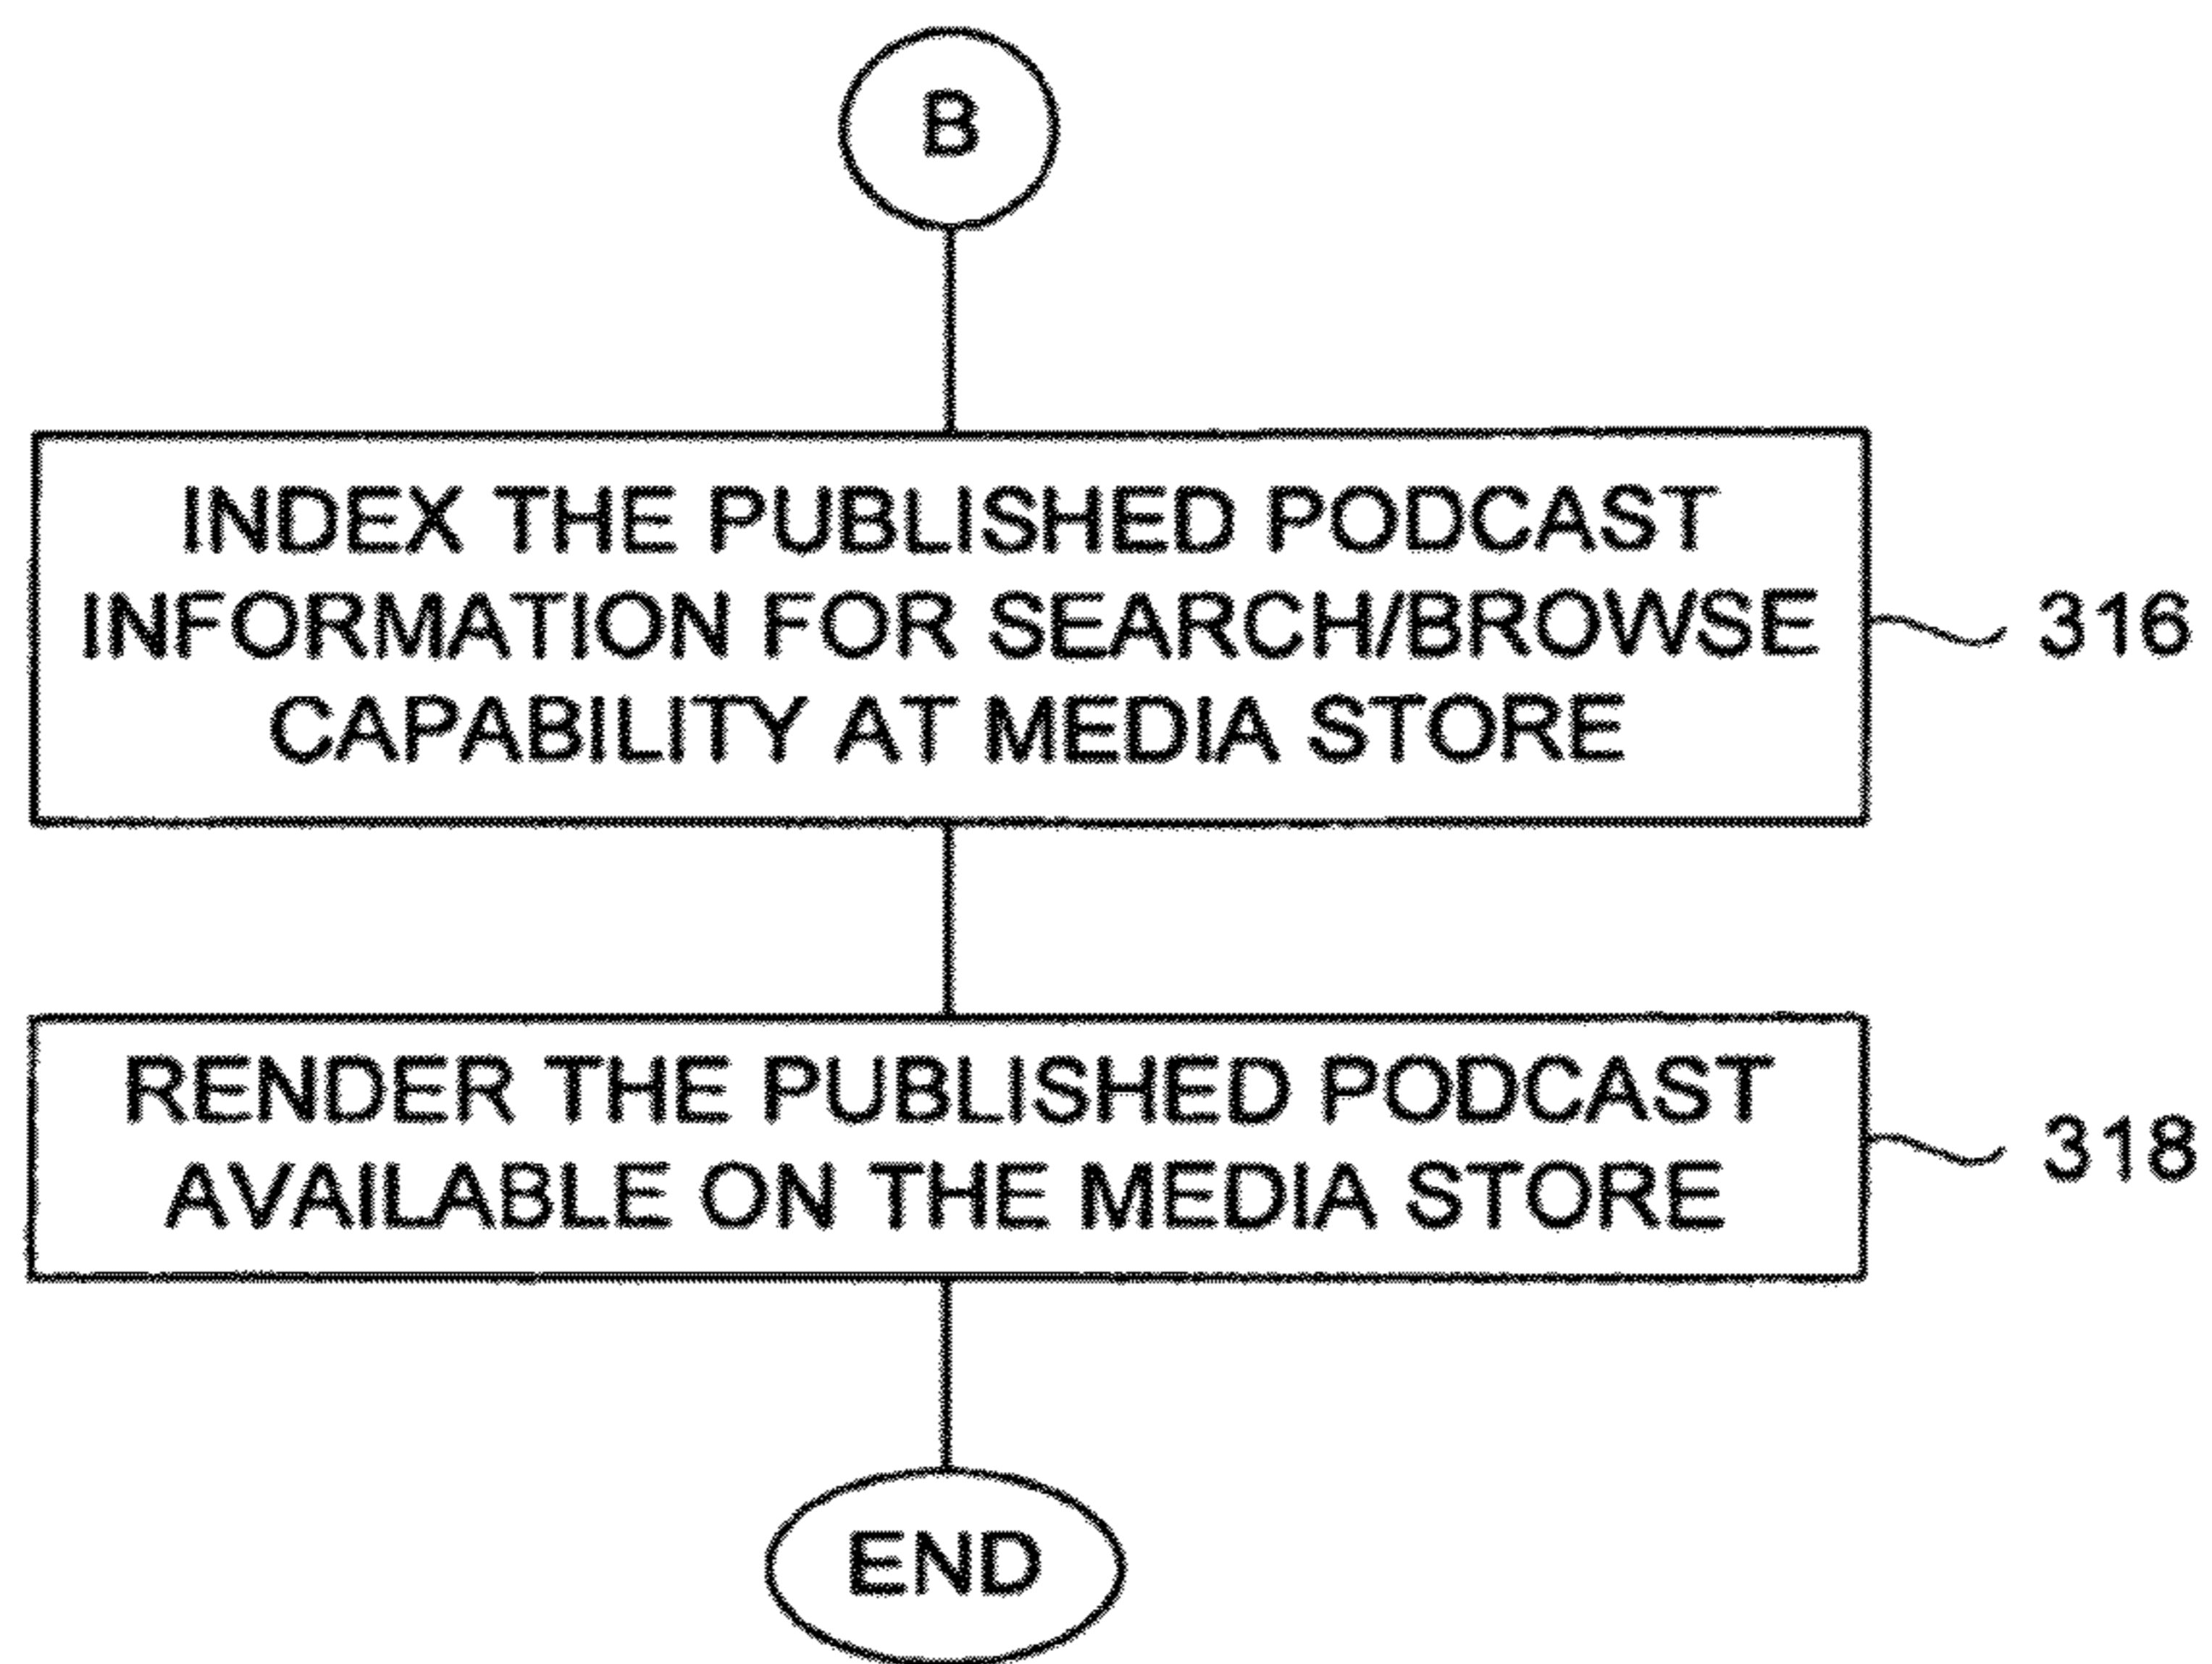 B
INDEX THE PUBLISHED PODCAST
INFORMATION FOR SEARCH/BROWSE
CAPABILITY AT MEDIA STORE
316
RENDER THE PUBLISHED PODCAST
AVAILABLE ON THE MEDIA STORE
318
END